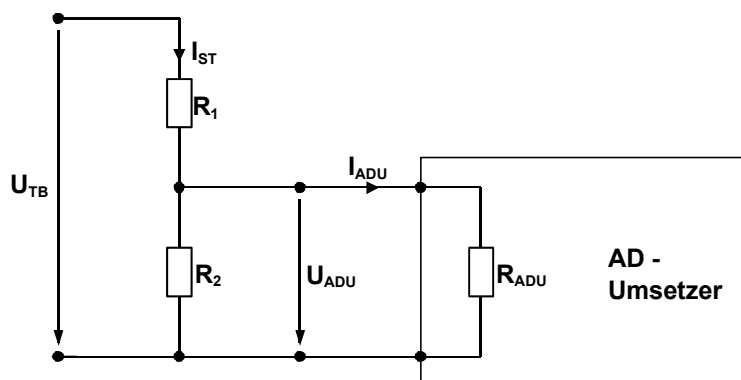 I_ST
R_1
I_ADU
U_TB
R_2
U_ADU
R_ADU
AD -
Umsetzer